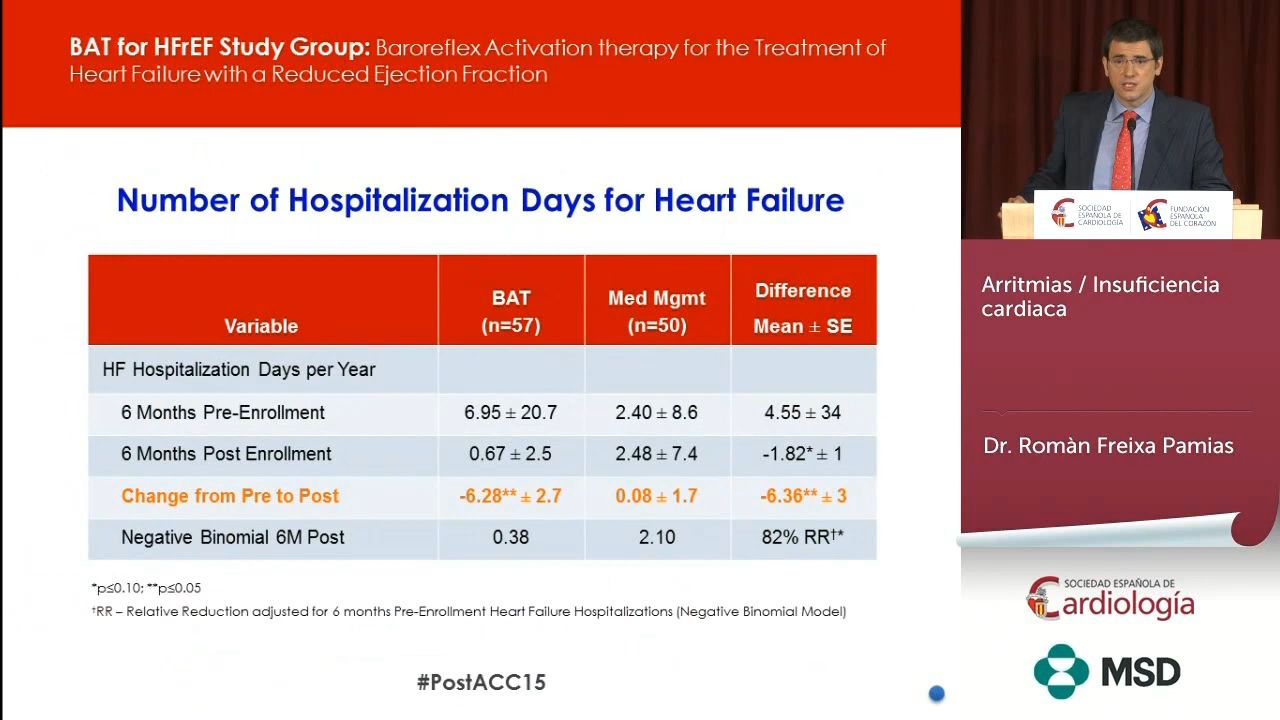 BAT for HFrEF Study Group: Baroreflex Activation therapy for the Treatment of
Heart Failure with a Reduced Ejection Fraction
Number of Hospitalization Days for Heart Failure
Variable BAT (n=57) Med Mgmt (n=50) Difference Mean ± SE
HF Hospitalization Days per Year
6 Months Pre-Enrollment 6.95 ± 20.7 2.40 ± 8.6 4.55 ± 34
6 Months Post Enrollment 0.67 ± 2.5 2.48 ± 7.4 -1.82* ± 1
Change from Pre to Post -6.28** ± 2.7 0.08 ± 1.7 -6.36** ± 3
Negative Binomial 6M Post 0.38 2.10 82% RR†*
*p≤0.10; **p≤0.05
†RR – Relative Reduction adjusted for 6 months Pre-Enrollment Heart Failure Hospitalizations (Negative Binomial Model)
#PostACC15
SOCIEDAD
ESPAÑOLA DE
CARDIOLOGÍA
FUNDACIÓN
ESPAÑOLA
DEL CORAZÓN
Arritmias / Insuficiencia
cardiaca
Dr. Romàn Freixa Pamias
SOCIEDAD ESPAÑOLA DE
Cardiología
MSD